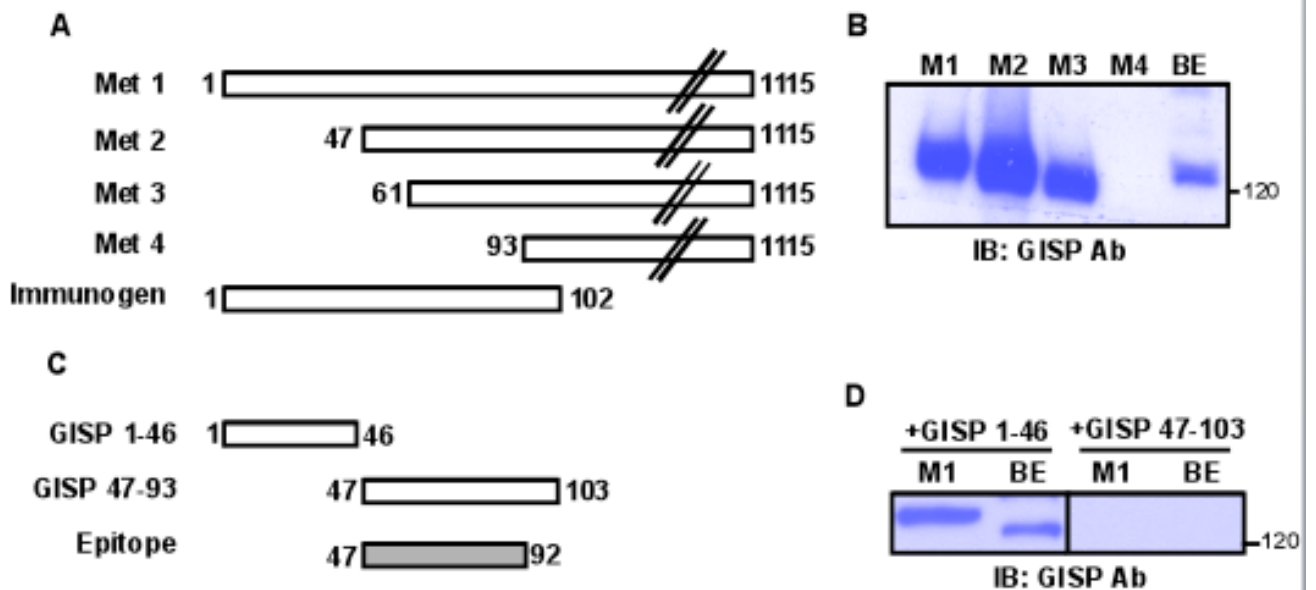 A
Met 1 1 1115
Met 2 47 1115
Met 3 61 1115
Met 4 93 1115
Immunogen 1 102
B
M1 M2 M3 M4 BE
120
IB: GISP Ab
C
GISP 1-46 1 46
GISP 47-93 47 103
Epitope 47 92
D
+GISP 1-46 +GISP 47-103
M1 BE M1 BE
120
IB: GISP Ab